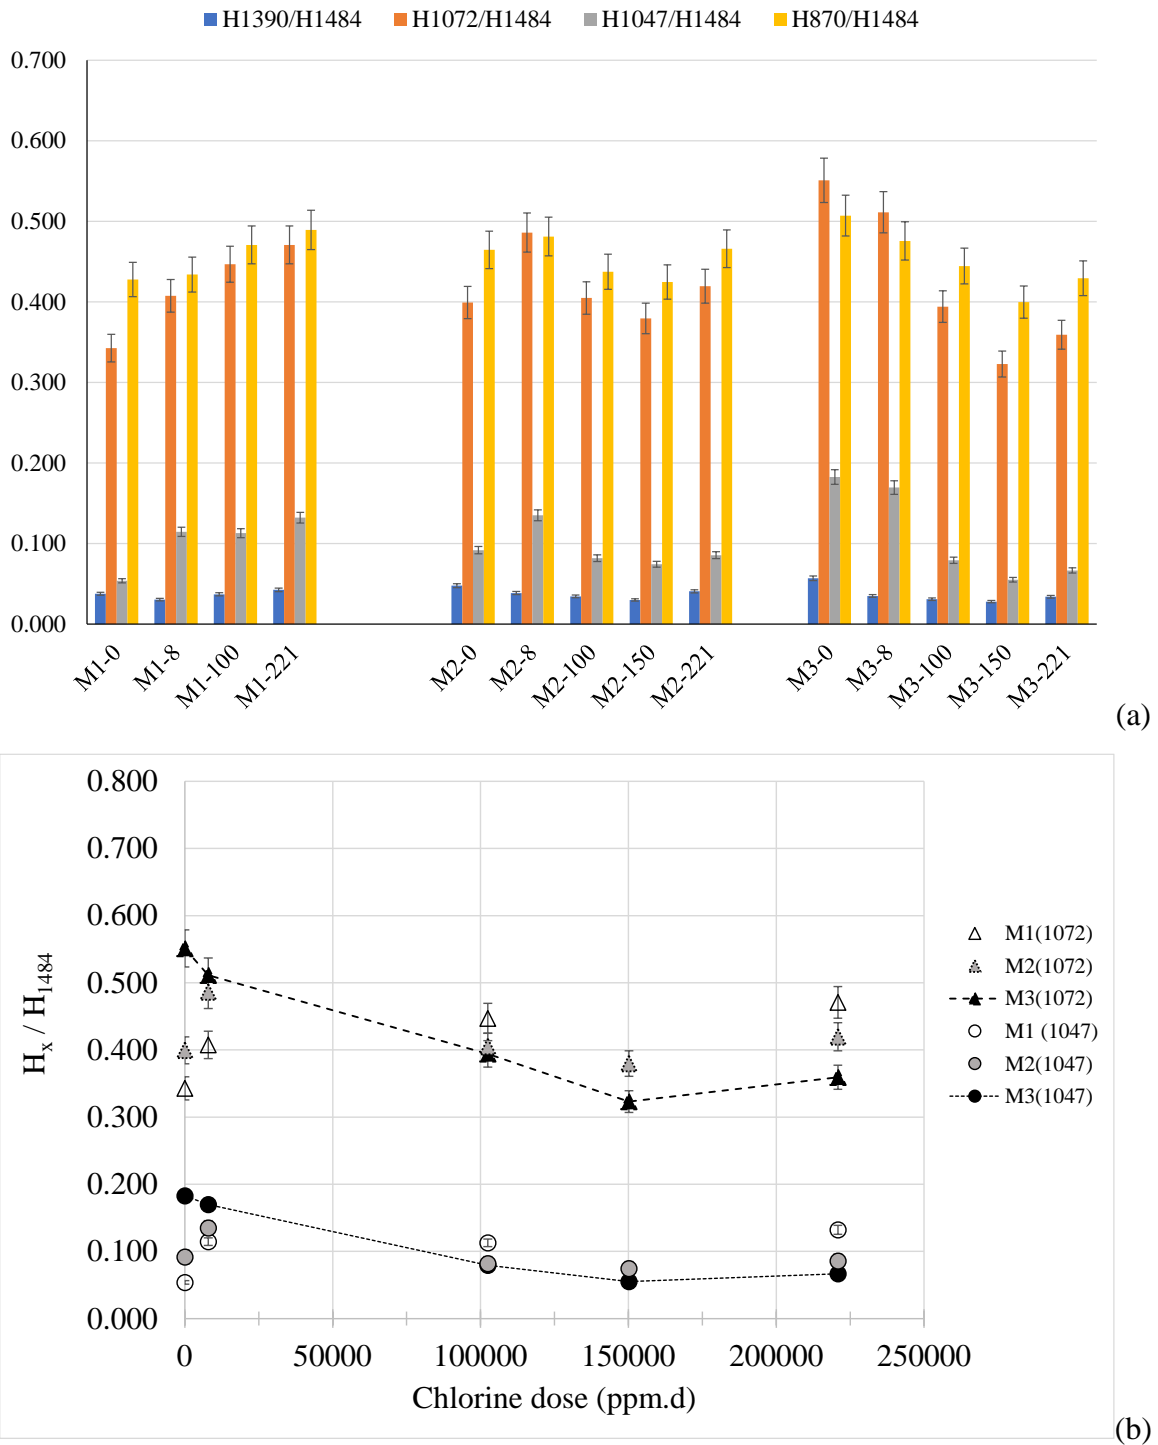 H1390/H1484 H1072/H1484 H1047/H1484 H870/H1484
0.700
0.600
0.500
0.400
0.300
0.200
0.100
0.000
M1-0 M1-8 M1-100 M1-221 M2-0 M2-8 M2-100 M2-150 M2-221 M3-0 M3-8 M3-100 M3-150 M3-221
(a)
0.800
0.700
0.600
0.500
0.400
0.300
0.200
0.100
0.000
Hx / H1484
0 50000 100000 150000 200000 250000
Chlorine dose (ppm.d)
M1(1072)
M2(1072)
M3(1072)
M1 (1047)
M2(1047)
M3(1047)
(b)